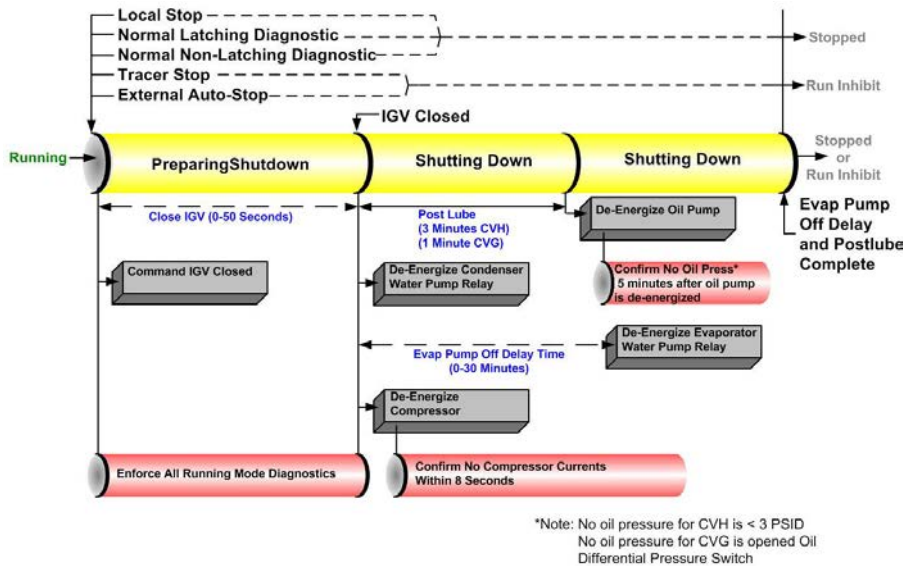 Local Stop
Normal Latching Diagnostic
Normal Non-Latching Diagnostic
Stopped
Tracer Stop
External Auto-Stop
Run Inhibit
IGV Closed
Running
PreparingShutdown
Shutting Down
Shutting Down
Stopped
or
Run Inhibit
Close IGV (0-50 Seconds)
Post Lube
(3 Minutes CVH)
(1 Minute CVG)
De-Energize Oil Pump
Evap Pump
Off Delay
and Postlube
Complete
Command IGV Closed
De-Energize Condenser
Water Pump Relay
Confirm No Oil Press*
5 minutes after oil pump
is de-energized
Evap Pump Off Delay Time
(0-30 Minutes)
De-Energize Evaporator
Water Pump Relay
De-Energize
Compressor
Enforce All Running Mode Diagnostics
Confirm No Compressor Currents
Within 8 Seconds
*Note: No oil pressure for CVH is < 3 PSID
No oil pressure for CVG is opened Oil
Differential Pressure Switch